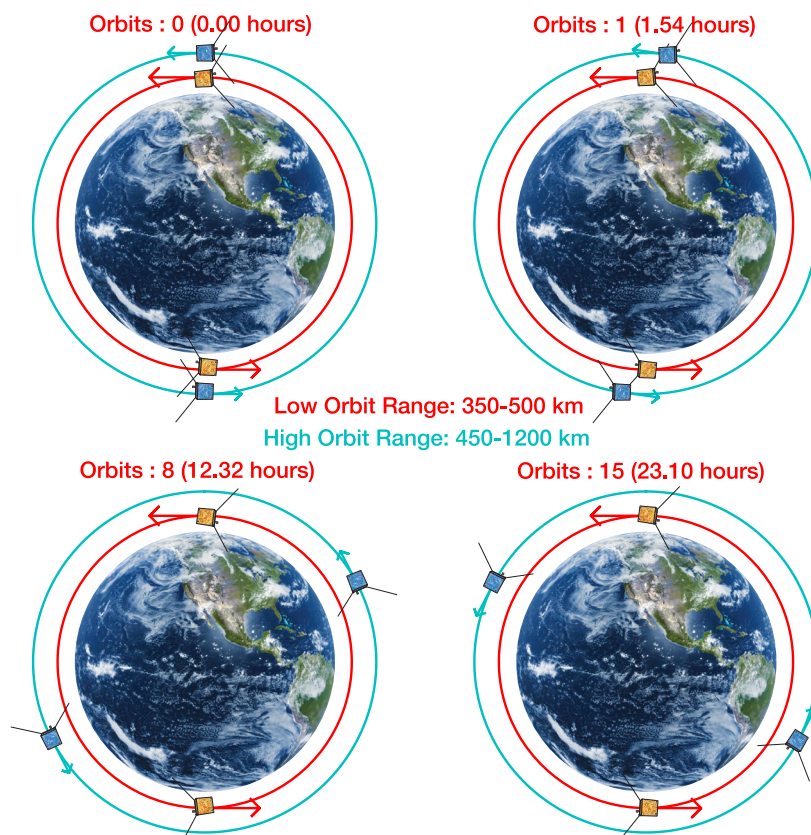 Orbits : 0 (0.00 hours)
Orbits : 1 (1.54 hours)
Low Orbit Range: 350-500 km
High Orbit Range: 450-1200 km
Orbits : 8 (12.32 hours)
Orbits : 15 (23.10 hours)